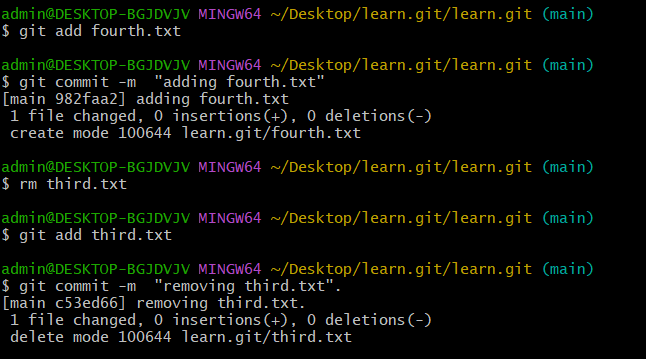 admin@DESKTOP-BGJDVJV MINGW64 ~/Desktop/learn.git/learn.git (main)
$ git add fourth.txt
admin@DESKTOP-BGJDVJV MINGW64 ~/Desktop/learn.git/learn.git (main)
$ git commit -m  "adding fourth.txt"
[main 982faa2] adding fourth.txt
 1 file changed, 0 insertions(+), 0 deletions(-)
 create mode 100644 learn.git/fourth.txt
admin@DESKTOP-BGJDVJV MINGW64 ~/Desktop/learn.git/learn.git (main)
$ rm third.txt
admin@DESKTOP-BGJDVJV MINGW64 ~/Desktop/learn.git/learn.git (main)
$ git add third.txt
admin@DESKTOP-BGJDVJV MINGW64 ~/Desktop/learn.git/learn.git (main)
$ git commit -m  "removing third.txt".
[main c53ed66] removing third.txt.
 1 file changed, 0 insertions(+), 0 deletions(-)
 delete mode 100644 learn.git/third.txt